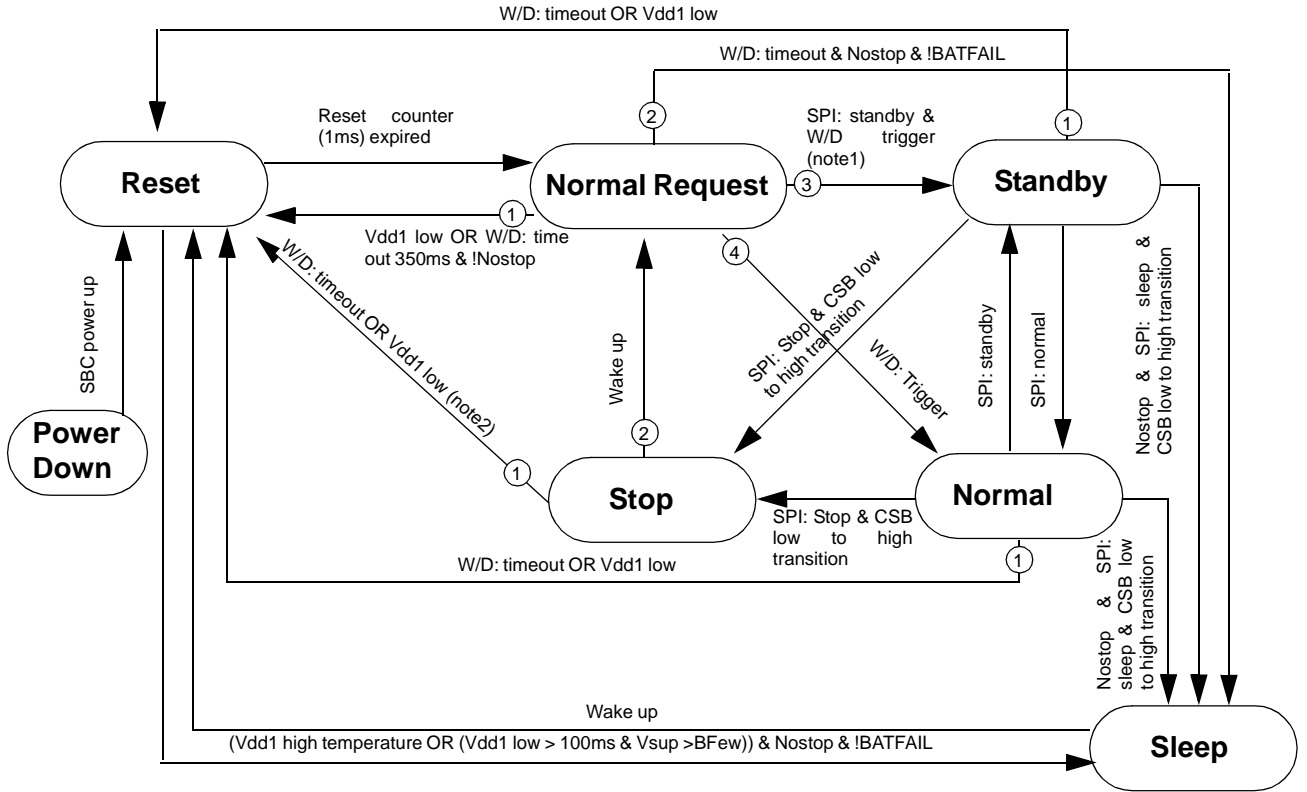 W/D: timeout OR Vdd1 low
W/D: timeout & Nostop & !BATFAIL
Reset counter
(1ms) expired
2
SPI: standby &
W/D trigger
(note1)
1
Reset
Normal Request
3
Standby
1
Vdd1 low OR W/D: time
out 350ms & !Nostop
4
W/D: timeout OR Vdd1 low (note2)
SBC power up
Wake up
SPI: Stop & CSB low
to high transition
W/D: Trigger
SPI: standby
SPI: normal
Nostop & SPI: sleep &
CSB low to high transition
Power
Down
2
1
Stop
Normal
SPI: Stop & CSB
low to high
transition
1
W/D: timeout OR Vdd1 low
Nostop & SPI:
sleep & CSB low
to high transition
Wake up
(Vdd1 high temperature OR (Vdd1 low > 100ms & Vsup >BFew)) & Nostop & !BATFAIL
Sleep